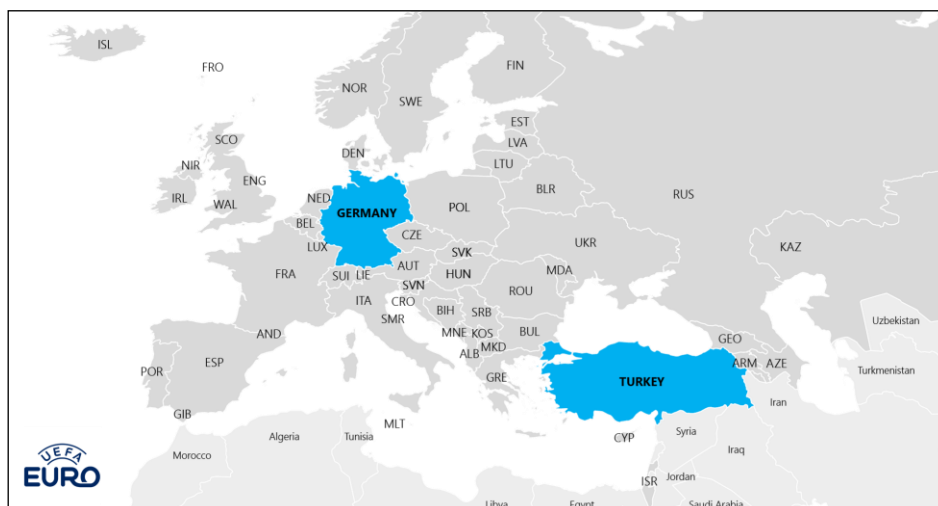 ISL
FRO
FIN
NOR
SWE
EST
LVA
DEN
LTU
SCO
NIR
ENG
IRL
WAL
NED
BLR
RUS
GERMANY
POL
BEL
CZE
UKR
LUX
KAZ
SVK
AUT
FRA
SUI
LIE
HUN
MDA
SVN
ROU
ITA
CRO
BIH
SRB
SMR
Uzbekistan
AND
MNE
KOS
BUL
GEO
MKD
ALB
ESP
ARM
AZE
POR
Turkmenistan
GRE
TURKEY
Iran
GIB
MLT
Algeria
Tunisia
CYP
Syria
Morocco
Iraq
UEFA
EURO
ISR
Jordan
Libya
Egypt
Saudi Arabia